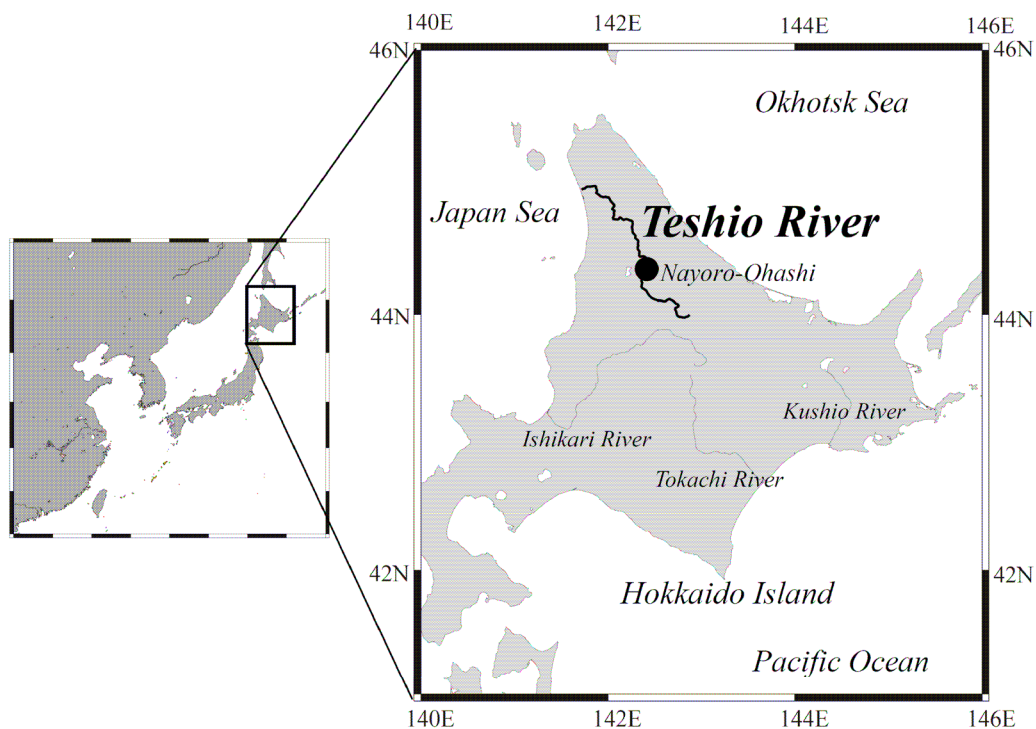 140E
142E
144E
146E
46N
46N
Okhotsk Sea
Japan Sea
Teshio River
Nayoro-Ohashi
44N
44N
Kushio River
Ishikari River
Tokachi River
42N
42N
Hokkaido Island
Pacific Ocean
140E
142E
144E
146E